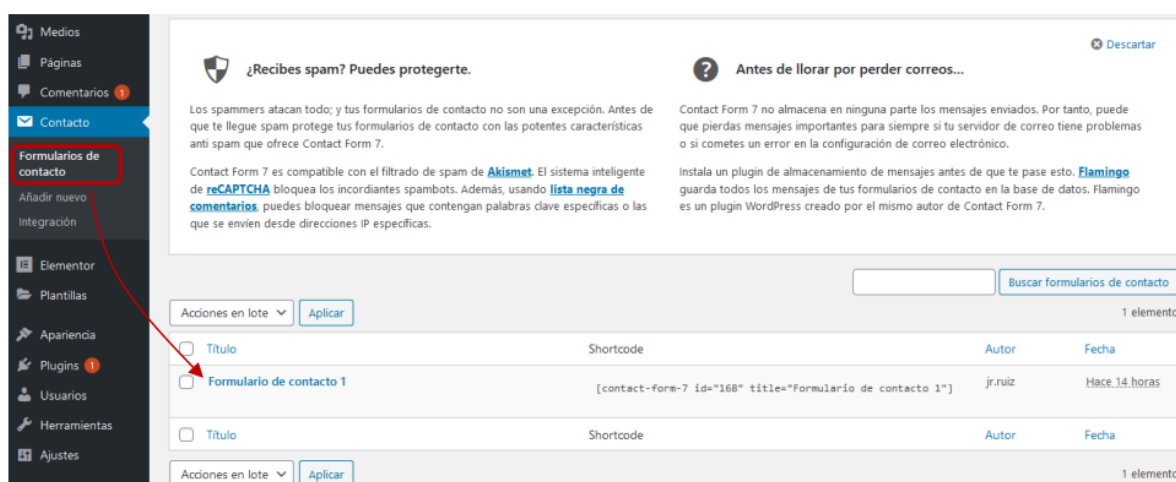 Medios
Páginas
Comentarios 1
Contacto
Formularios de
contacto
Añadir nuevo
Integración
Elementor
Plantillas
Apariencia
Plugins 1
Usuarios
Herramientas
Ajustes
Descartar
¿Recibes spam? Puedes protegerte.
Los spammers atacan todo; y tus formularios de contacto no son una excepción. Antes de
que te llegue spam protege tus formularios de contacto con las potentes características
anti spam que ofrece Contact Form 7.
Contact Form 7 es compatible con el filtrado de spam de Akismet. El sistema inteligente
de reCAPTCHA bloquea los incordiantes spambots. Además, usando lista negra de
comentarios, puedes bloquear mensajes que contengan palabras clave específicas o las
que se envíen desde direcciones IP específicas.
Antes de llorar por perder correos...
Contact Form 7 no almacena en ninguna parte los mensajes enviados. Por tanto, puede
que pierdas mensajes importantes para siempre si tu servidor de correo tiene problemas
o si cometes un error en la configuración de correo electrónico.
Instala un plugin de almacenamiento de mensajes antes de que te pase esto. Flamingo
guarda todos los mensajes de tus formularios de contacto en la base de datos. Flamingo
es un plugin WordPress creado por el mismo autor de Contact Form 7.
Buscar formularios de contacto
Acciones en lote Aplicar 1 elemento
Título Shortcode Autor Fecha
Formulario de contacto 1 [contact-form-7 id="168" title="Formulario de contacto 1"] jr.ruiz Hace 14 horas
Título Shortcode Autor Fecha
Acciones en lote Aplicar 1 elemento